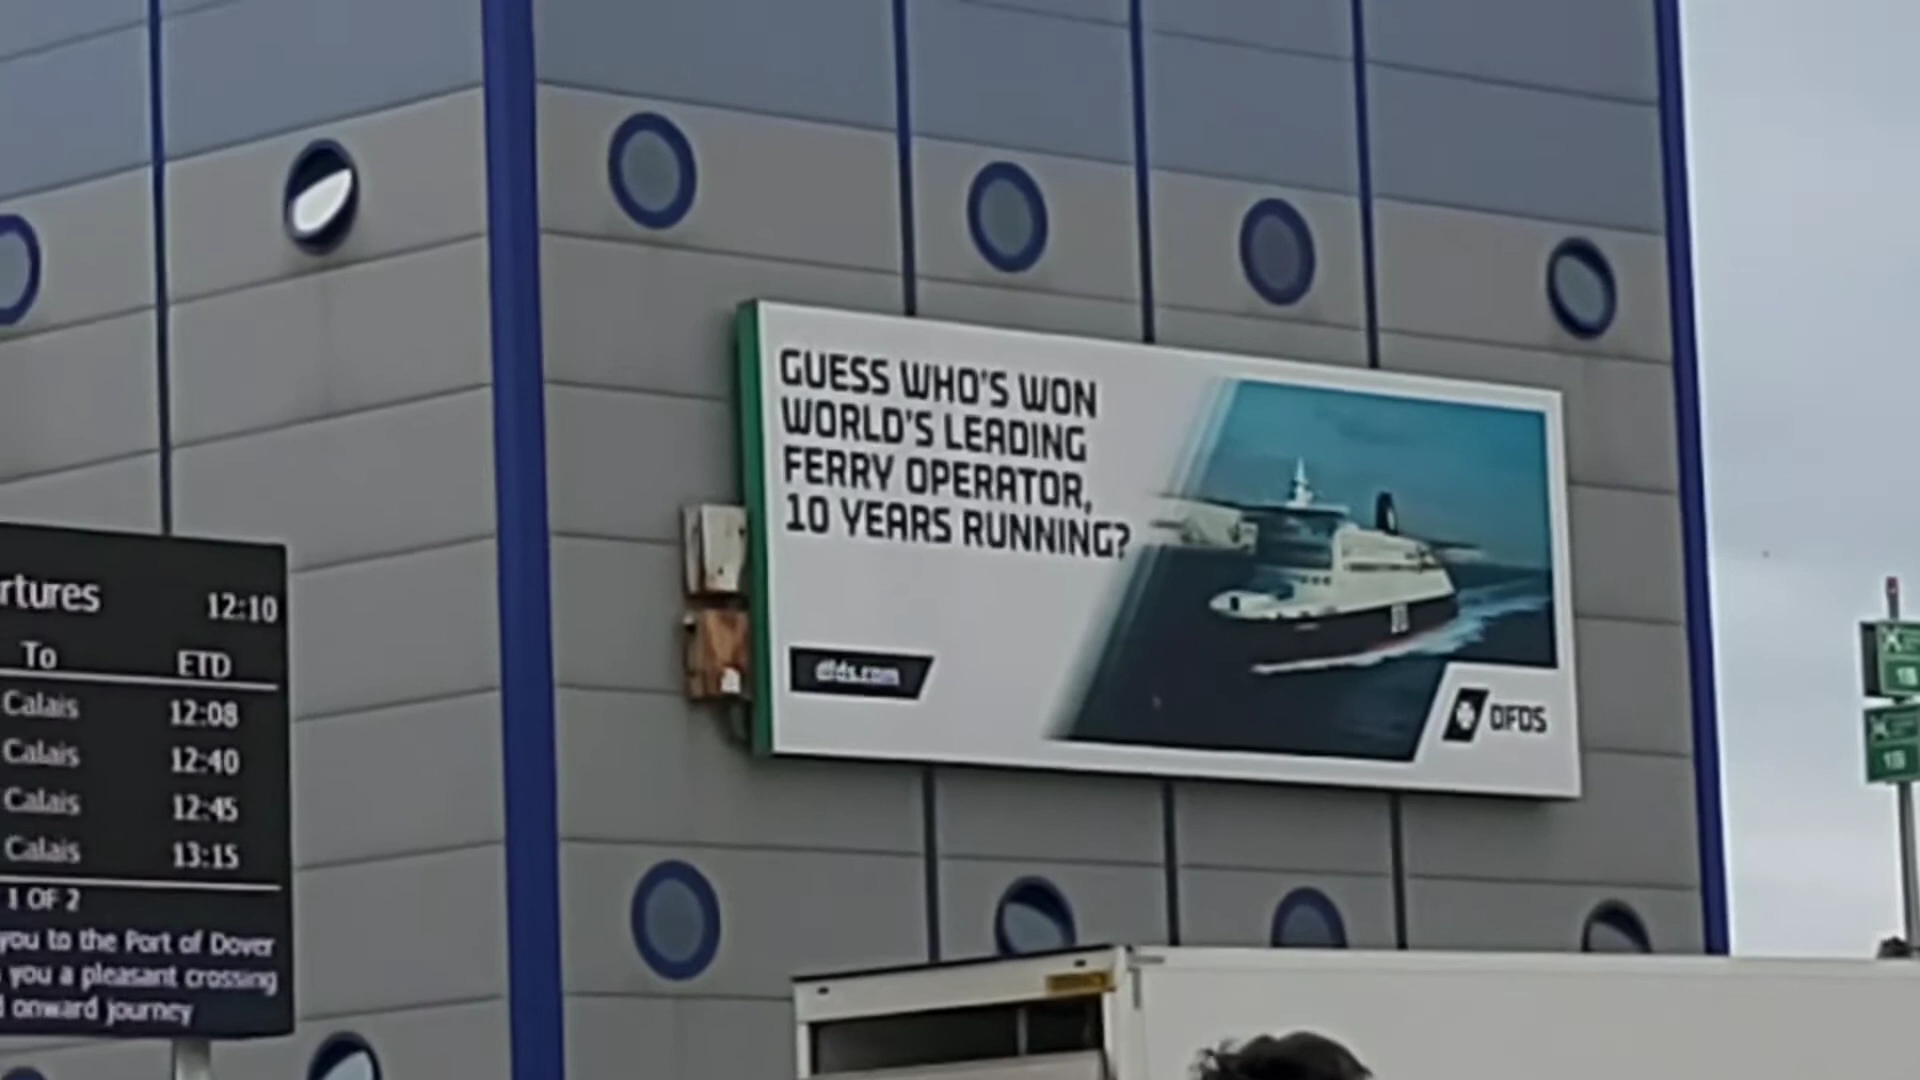 rtures 12:10
To ETD
Calais 12:08
Calais 12:40
Calais 12:45
Calais 13:15
1 OF 2
you to the Port of Dover
you a pleasant crossing
onward journey
GUESS WHO'S WON
WORLD'S LEADING
FERRY OPERATOR,
10 YEARS RUNNING?
dfds.com
DFDS